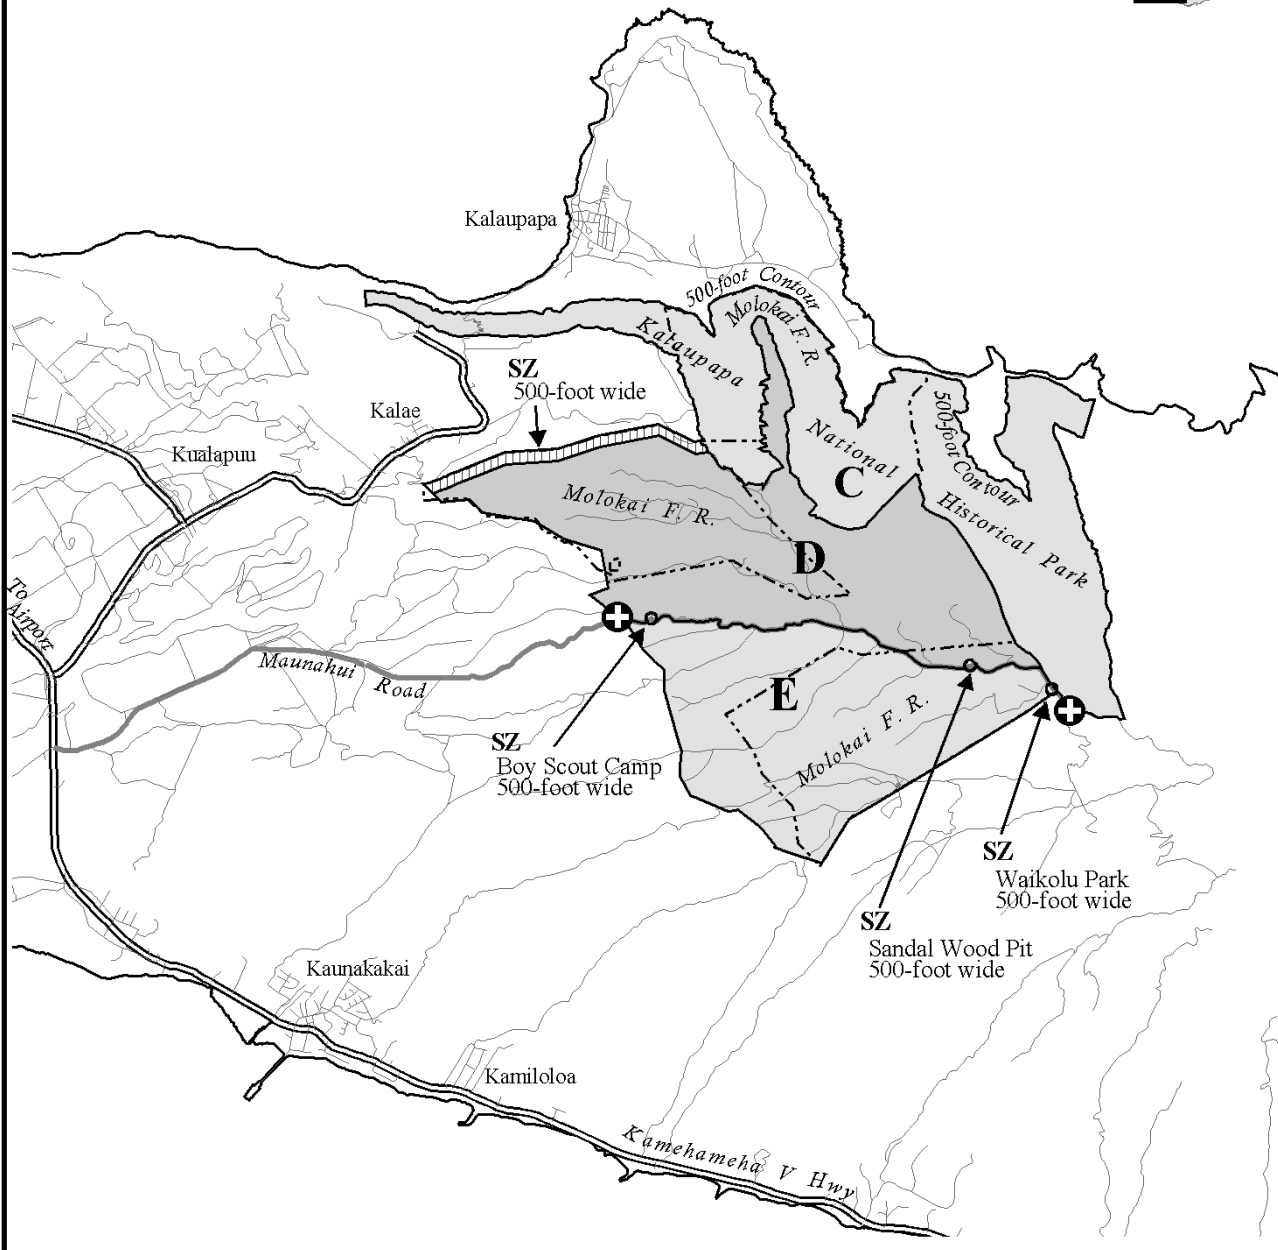 Kalaupapa
500-foot Contour
Molokai F. R.
Kalaupapa
SZ
500-foot wide
Kalae
Kualapuu
500-foot Contour
National
C
Historical Park
Molokai F. R.
D
To
Airport
Maunahui Road
E
Molokai F. R.
SZ
Boy Scout Camp
500-foot wide
SZ
Waikolu Park
500-foot wide
SZ
Sandal Wood Pit
500-foot wide
Kaunakakai
Kamiloloa
Kamehameha V Hwy